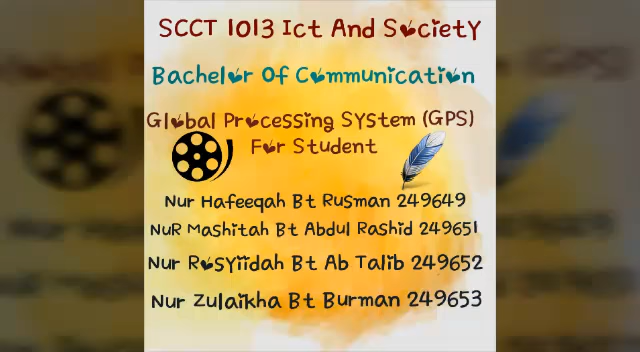 SCCT 1013 Ict And Society
Bachelor Of Communication
Global Processing System (GPS)
For Student
Nur Hafeeqah Bt Rusman 249649
NuR Mashitah Bt Abdul Rashid 249651
Nur Rosyiidah Bt Ab Talib 249652
Nur Zulaikha Bt Burman 249653